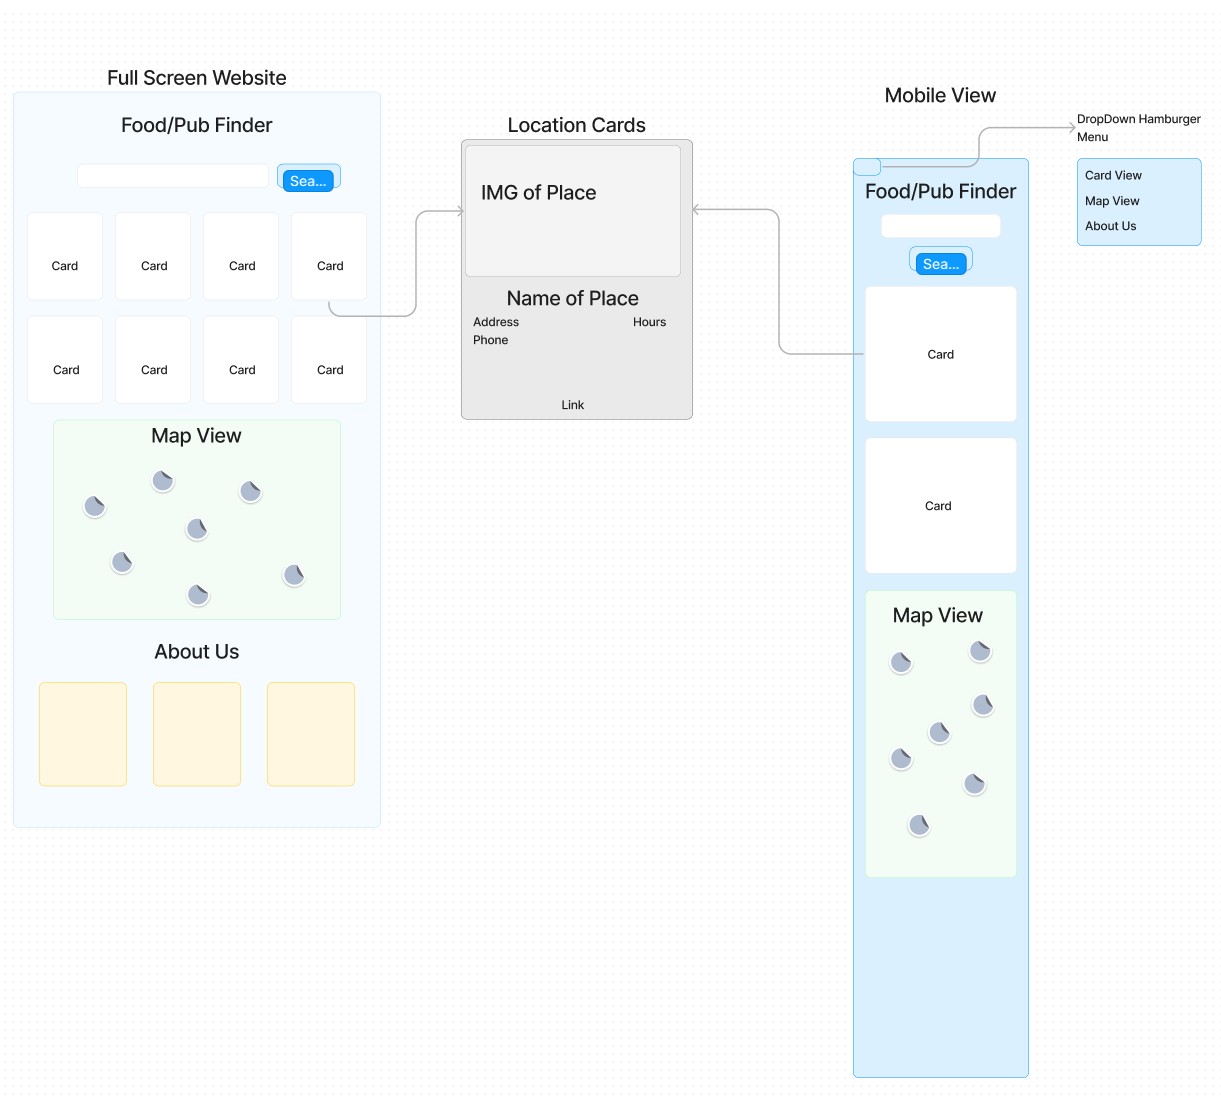 Full Screen Website
Food/Pub Finder
Sea...
Card
Card
Card
Card
Card
Card
Card
Card
Map View
About Us
Location Cards
IMG of Place
Name of Place
Address
Hours
Phone
Link
Mobile View
Food/Pub Finder
Sea...
Card
Card
Map View
DropDown Hamburger
Menu
Card View
Map View
About Us